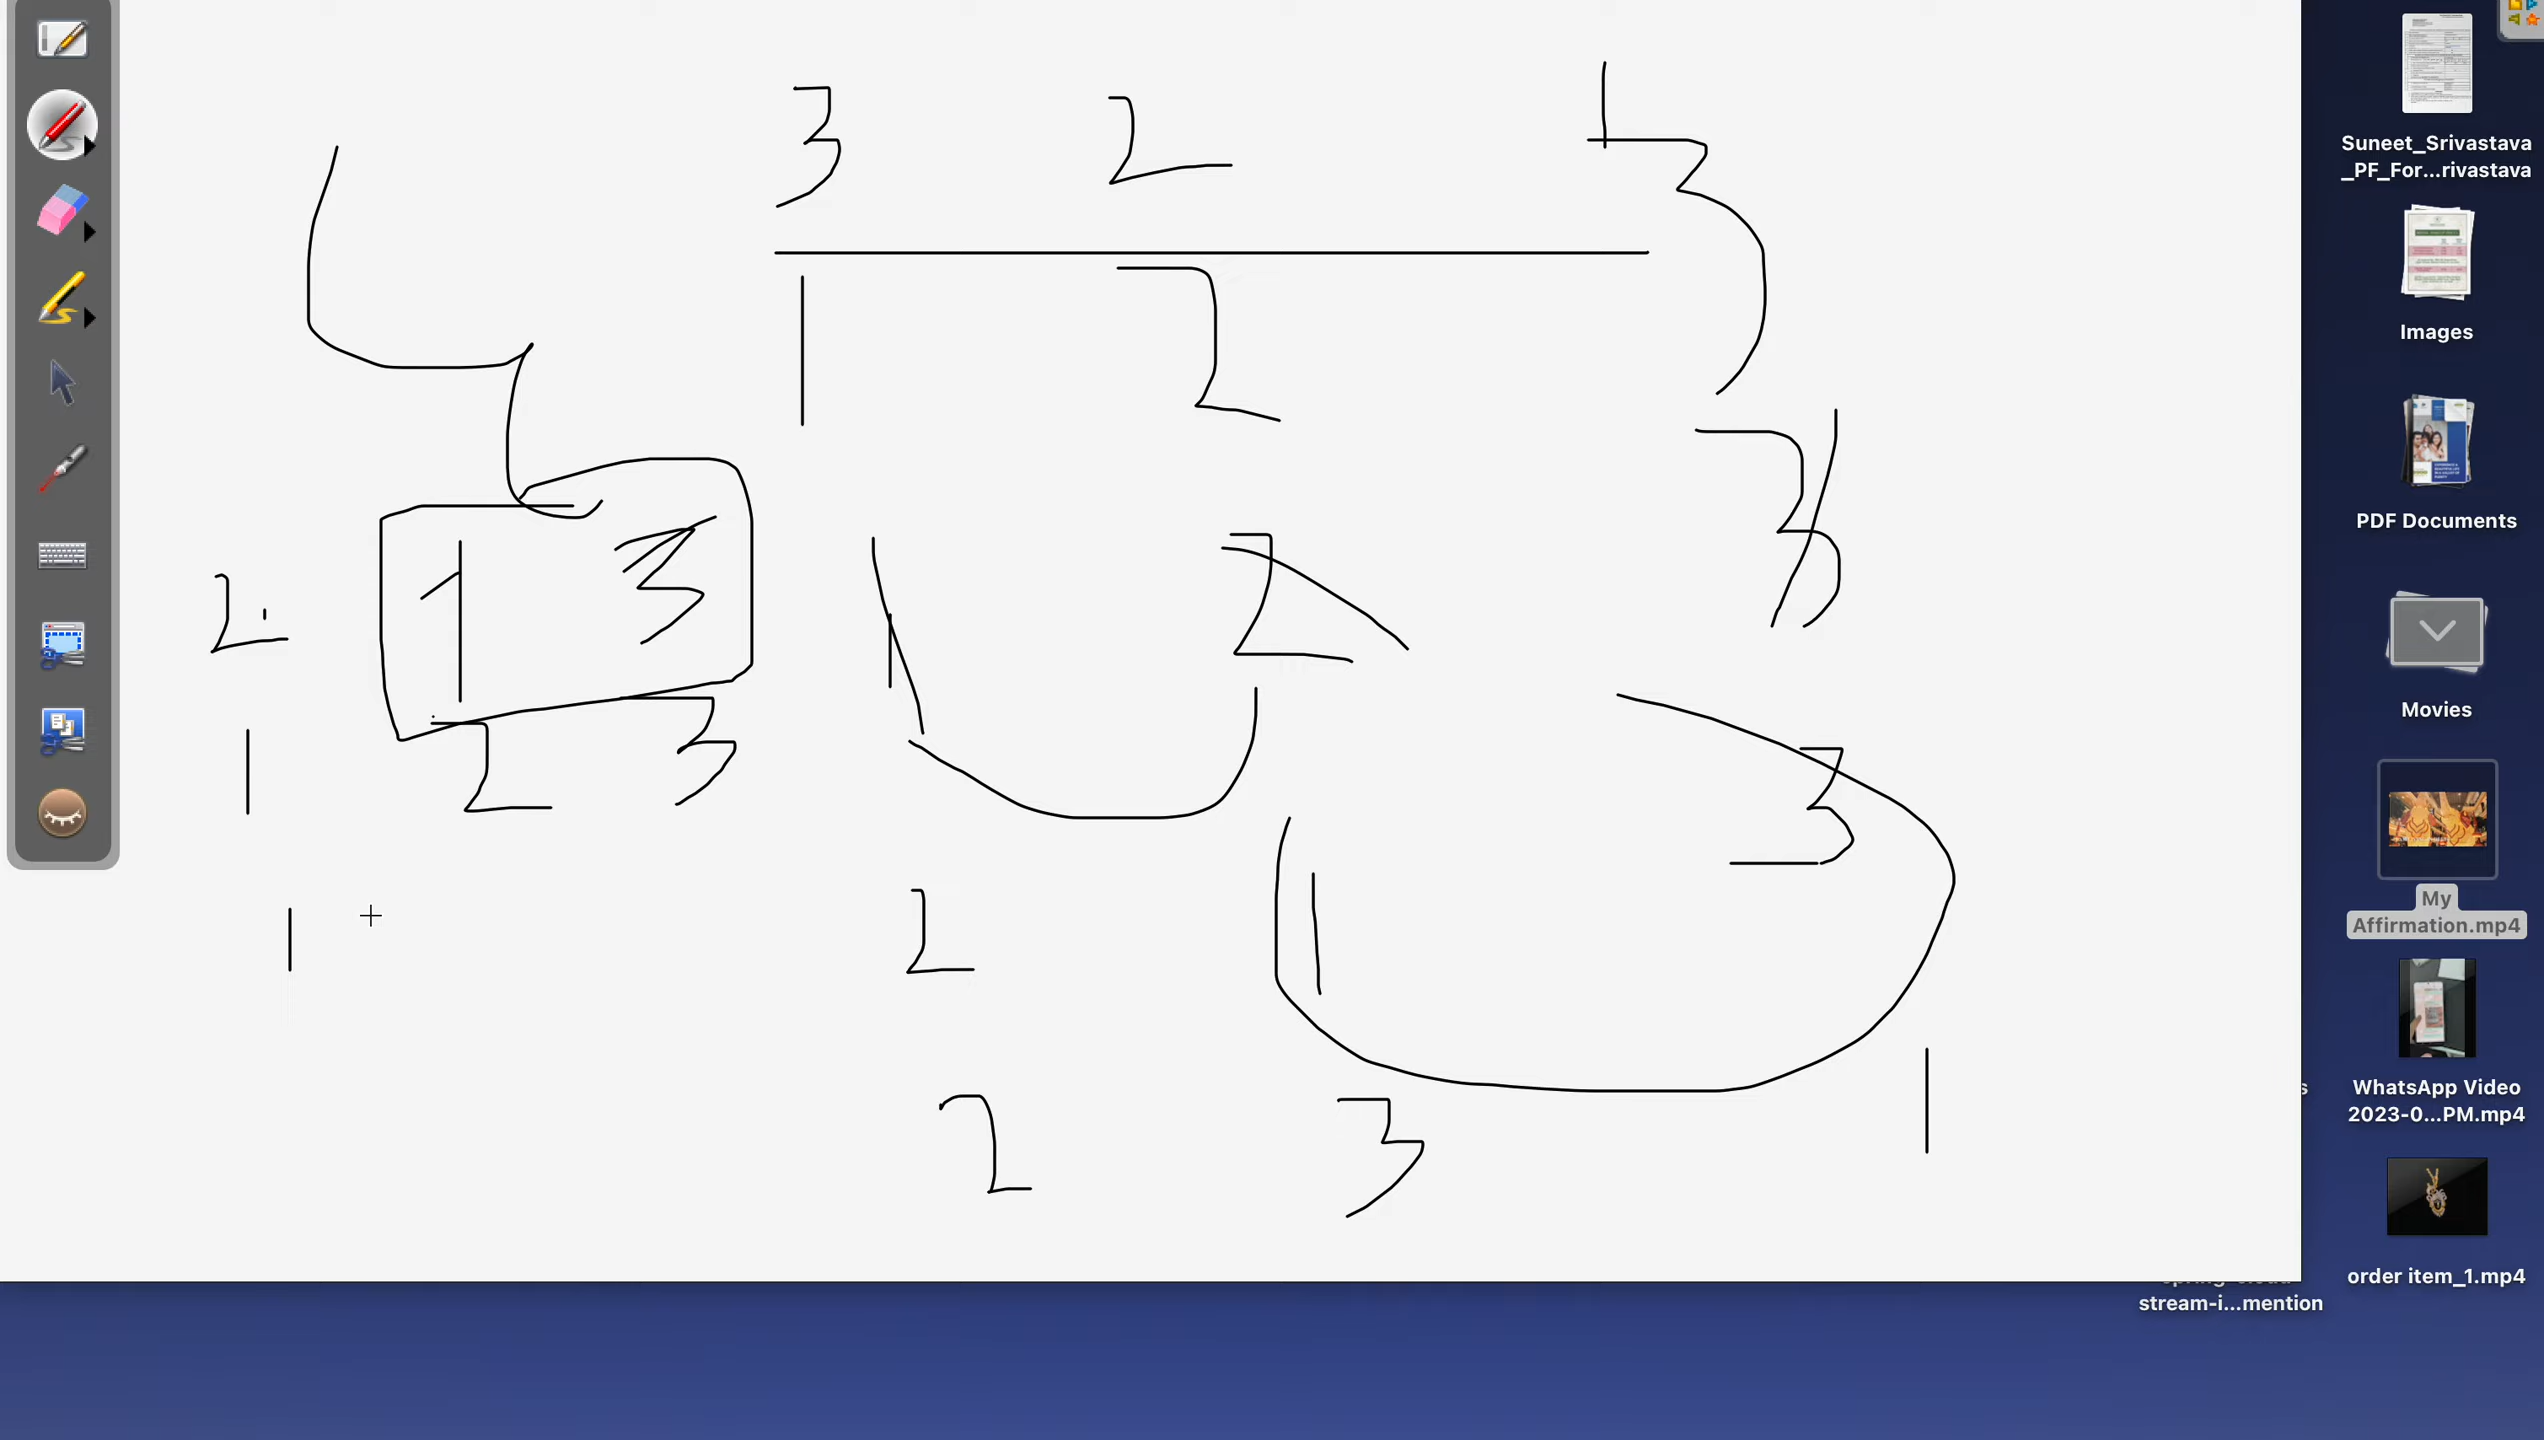 3 2 1
3
1 2
3
2. 1 3 1 2
1 2 3 3
1 2 1
2 3 1
Suneet_Srivastava
_PF_For...rivastava
Images
PDF Documents
Movies
My
Affirmation.mp4
s
WhatsApp Video
2023-0...PM.mp4
order item_1.mp4
stream-i...mention